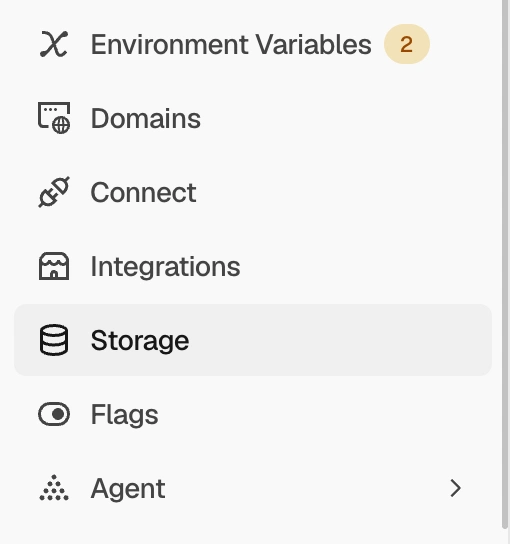 Environment Variables 2
Domains
Connect
Integrations
Storage
Flags
Agent